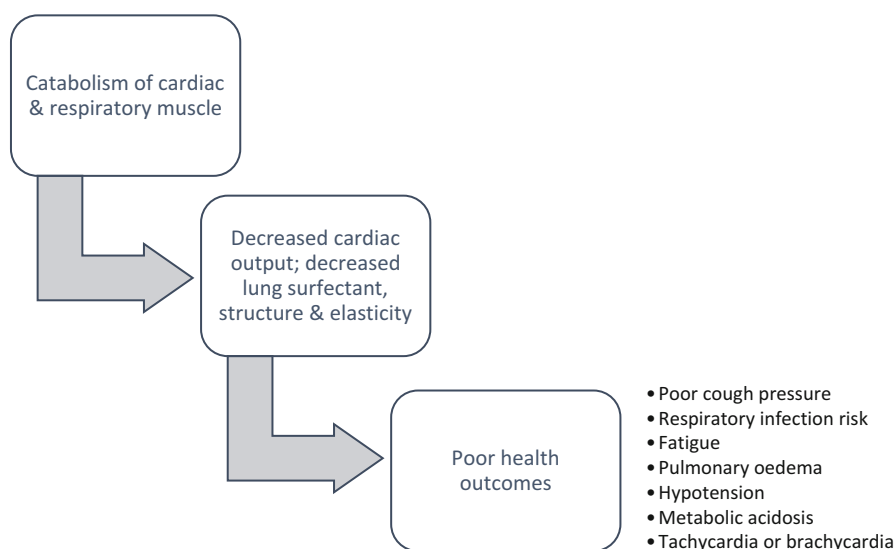 Catabolism of cardiac
& respiratory muscle
Decreased cardiac
output; decreased
lung surfactant,
structure & elasticity
Poor health
outcomes
• Poor cough pressure
• Respiratory infection risk
• Fatigue
• Pulmonary oedema
• Hypotension
• Metabolic acidosis
• Tachycardia or brachycardia